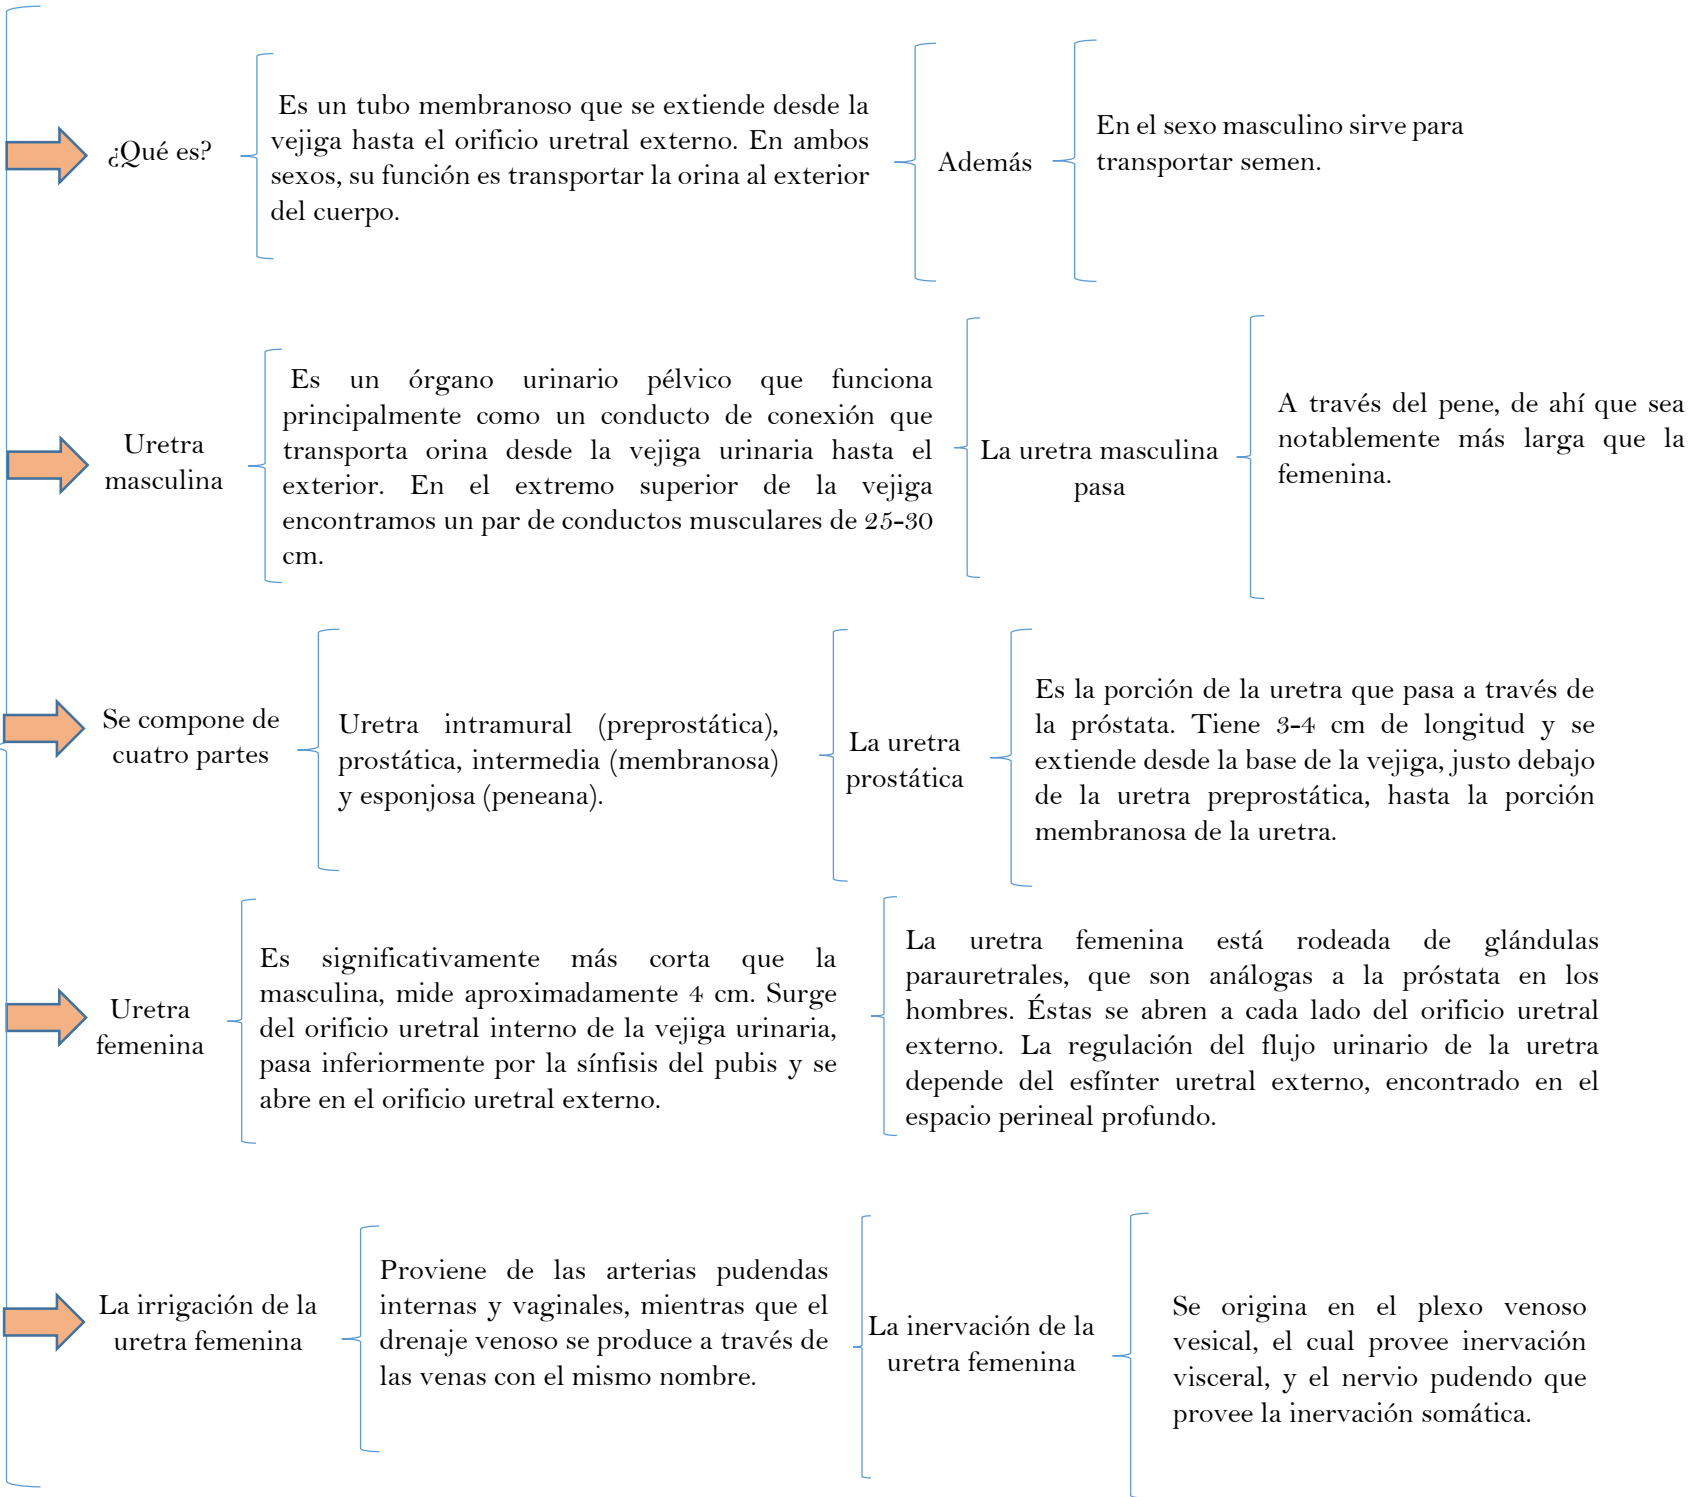 ¿Qué es?
Es un tubo membranoso que se extiende desde la
vejiga hasta el orificio uretral externo. En ambos
sexos, su función es transportar la orina al exterior
del cuerpo.
Además
En el sexo masculino sirve para
transportar semen.
Uretra
masculina
Es un órgano urinario pélvico que funciona
principalmente como un conducto de conexión que
transporta orina desde la vejiga urinaria hasta el
exterior. En el extremo superior de la vejiga
encontramos un par de conductos musculares de 25-30
cm.
La uretra masculina
pasa
A través del pene, de ahí que sea
notablemente más larga que la
femenina.
Se compone de
cuatro partes
Uretra intramural (preprostática),
prostática, intermedia (membranosa)
y esponjosa (peneana).
La uretra
prostática
Es la porción de la uretra que pasa a través de
la próstata. Tiene 3-4 cm de longitud y se
extiende desde la base de la vejiga, justo debajo
de la uretra preprostática, hasta la porción
membranosa de la uretra.
Uretra
femenina
Es significativamente más corta que la
masculina, mide aproximadamente 4 cm. Surge
del orificio uretral interno de la vejiga urinaria,
pasa inferiormente por la sínfisis del pubis y se
abre en el orificio uretral externo.
La uretra femenina está rodeada de glándulas
parauretrales, que son análogas a la próstata en los
hombres. Éstas se abren a cada lado del orificio uretral
externo. La regulación del flujo urinario de la uretra
depende del esfínter uretral externo, encontrado en el
espacio perineal profundo.
La irrigación de la
uretra femenina
Proviene de las arterias pudendas
internas y vaginales, mientras que el
drenaje venoso se produce a través de
las venas con el mismo nombre.
La inervación de la
uretra femenina
Se origina en el plexo venoso
vesical, el cual provee inervación
visceral, y el nervio pudendo que
provee la inervación somática.